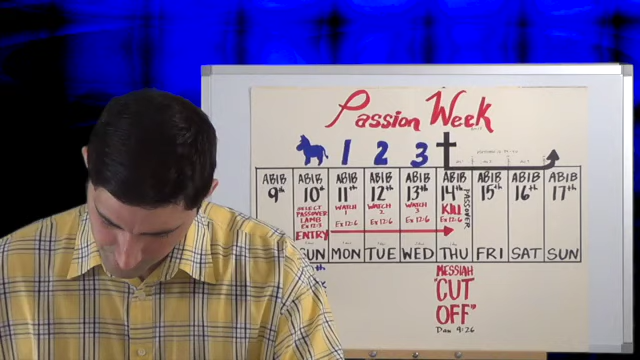 Passion Week
1 2 3
ABIB 9th
ABIB 10th
ABIB 11th
ABIB 12th
ABIB 13th
ABIB 14th
ABIB 15th
ABIB 16th
ABIB 17th
SELECT PASSOVER LAMB Ex 12:3
WATCH 1 Ex 12:6
WATCH 2 Ex 12:6
WATCH 3 Ex 12:6
KILL Ex 12:6
PASSOVER
ENTRY
SUN MON TUE WED THU FRI SAT SUN
MESSIAH
"CUT
OFF"
Dan 9:26